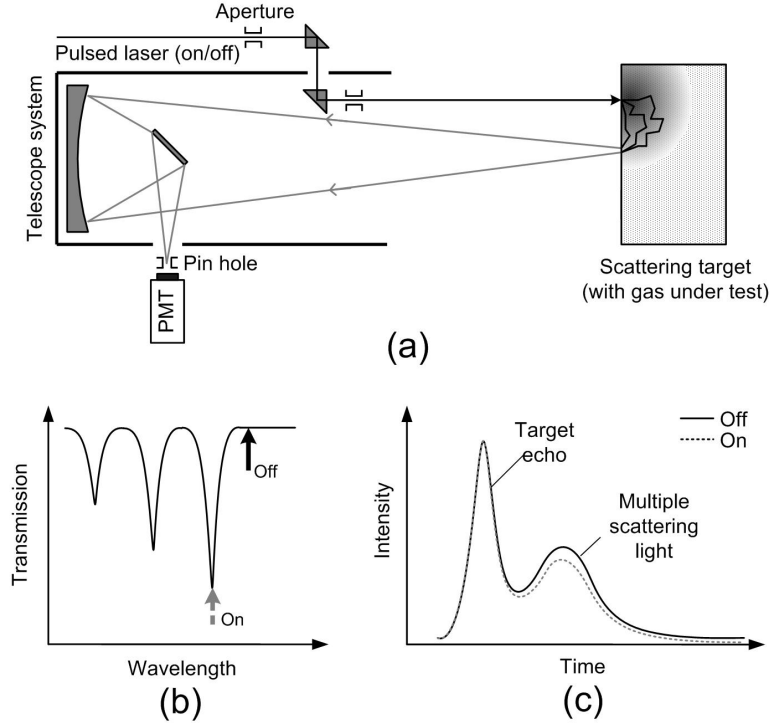 Aperture
Pulsed laser (on/off)
Telescope system
Pin hole
PMT
Scattering target
(with gas under test)
(a)
Transmission
Off
On
Wavelength
(b)
Off
On
Target
echo
Multiple
scattering
light
Intensity
Time
(c)